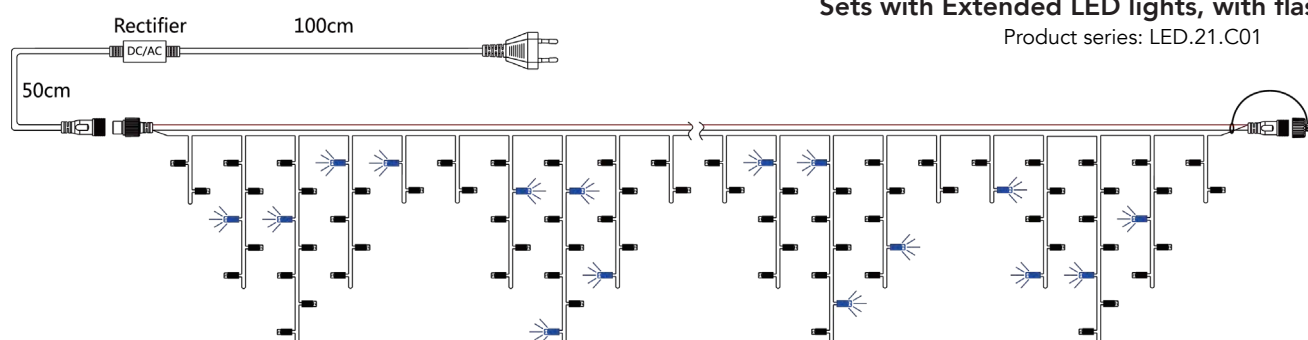 Sets with Extended LED lights, with flas
Product series: LED.21.C01
Rectifier
100cm
DC/AC
50cm